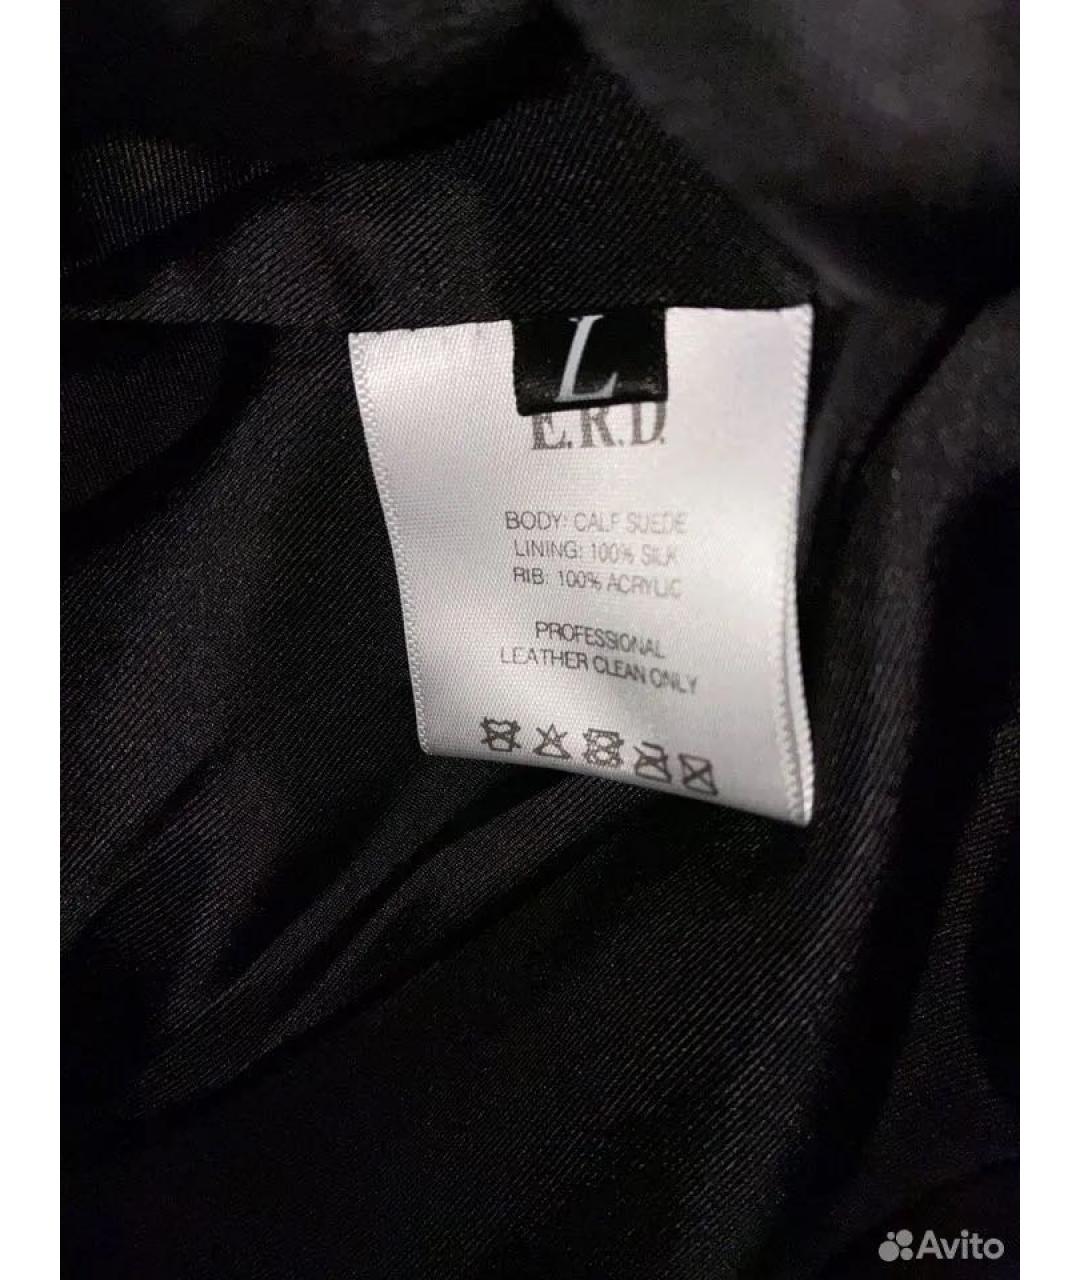 L
E.R.D.
BODY: CALF SUEDE
LINING: 100% SILK
RIB: 100% ACRYLIC
PROFESSIONAL
LEATHER CLEAN ONLY
Avito